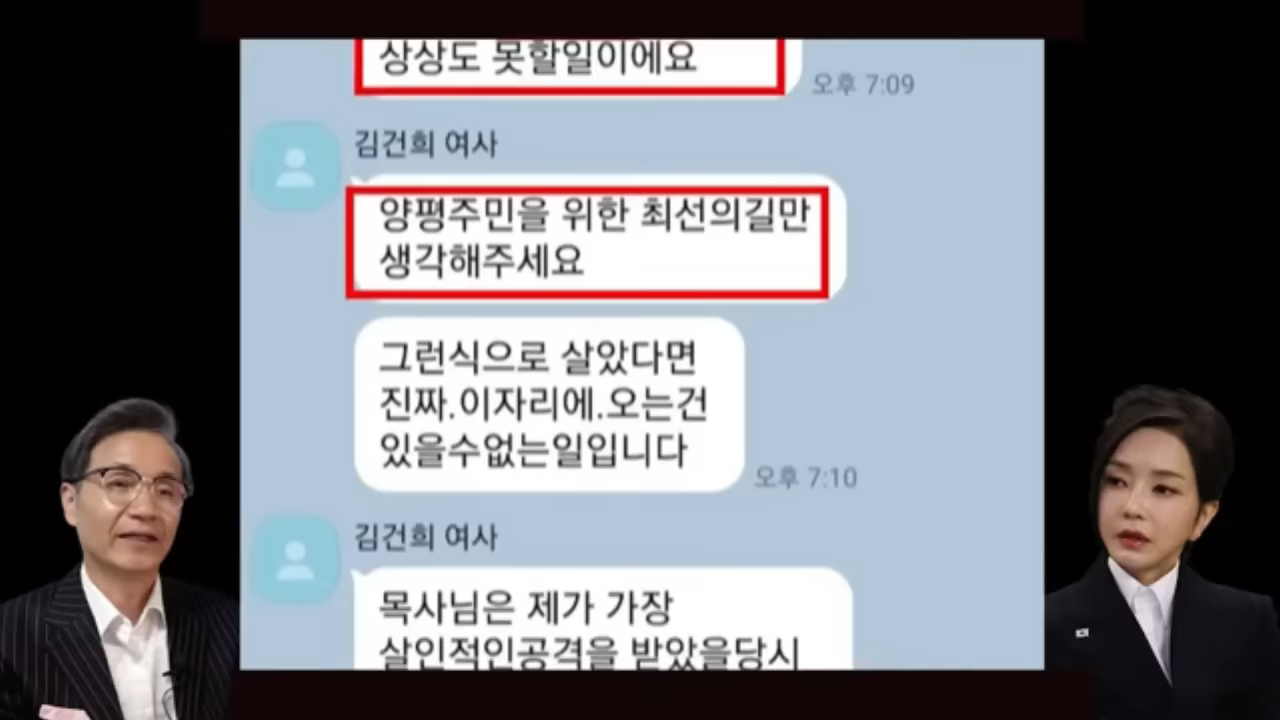 상상도 못할일이에요
오후 7:09
김건희 여사
양평주민을 위한 최선의길만
생각해주세요
그런식으로 살았다면
진짜.이자리에.오는건
있을수없는일입니다
오후 7:10
김건희 여사
목사님은 제가 가장
살인적인공격을 받았을당시